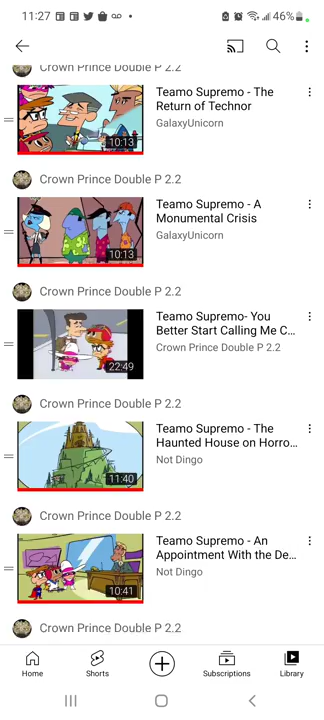 11:27
46%
Crown Prince Double P 2.2
Teamo Supremo - The
Return of Technor
GalaxyUnicorn
10:13
Crown Prince Double P 2.2
Teamo Supremo - A
Monumental Crisis
GalaxyUnicorn
10:13
Crown Prince Double P 2.2
Teamo Supremo- You
Better Start Calling Me C...
Crown Prince Double P 2.2
22:49
Crown Prince Double P 2.2
Teamo Supremo - The
Haunted House on Horro...
Not Dingo
11:40
Crown Prince Double P 2.2
Teamo Supremo - An
Appointment With the De...
Not Dingo
10:41
Crown Prince Double P 2.2
Home
Shorts
Subscriptions
Library